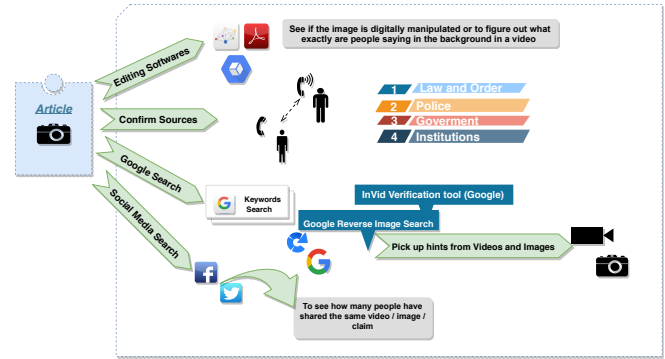 See if the image is digitally manipulated or to figure out what
exactly are people saying in the background in a video
Editing Softwares
Article
Confirm Sources
1 Law and Order
2 Police
3 Goverment
4 Institutions
Google Search
Keywords
Search
InVid Verification tool (Google)
Google Reverse Image Search
Pick up hints from Videos and Images
Social Media Search
To see how many people have
shared the same video / image /
claim